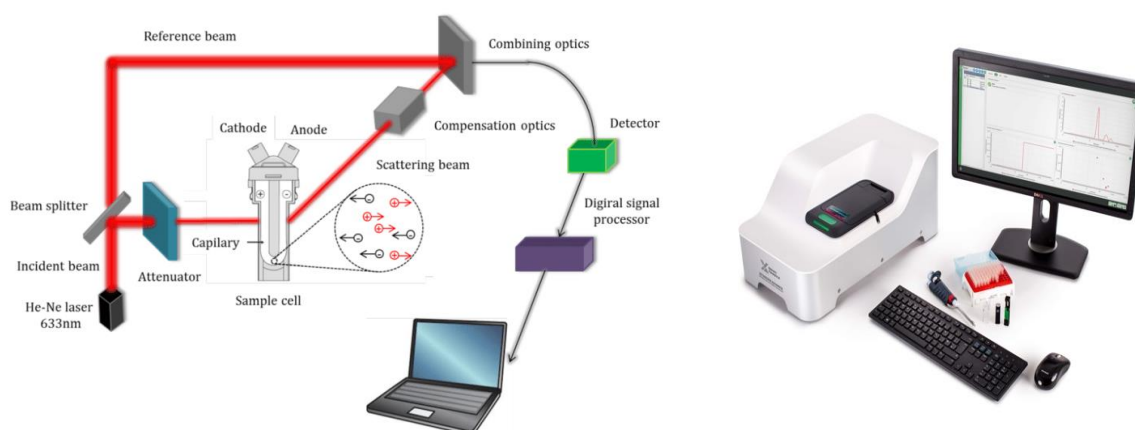 Reference beam
Combining optics
Cathode
Anode
Compensation optics
Detector
Scattering beam
Digiral signal
processor
Beam splitter
Capilary
Incident beam
Attenuator
Sample cell
He-Ne laser
633nm